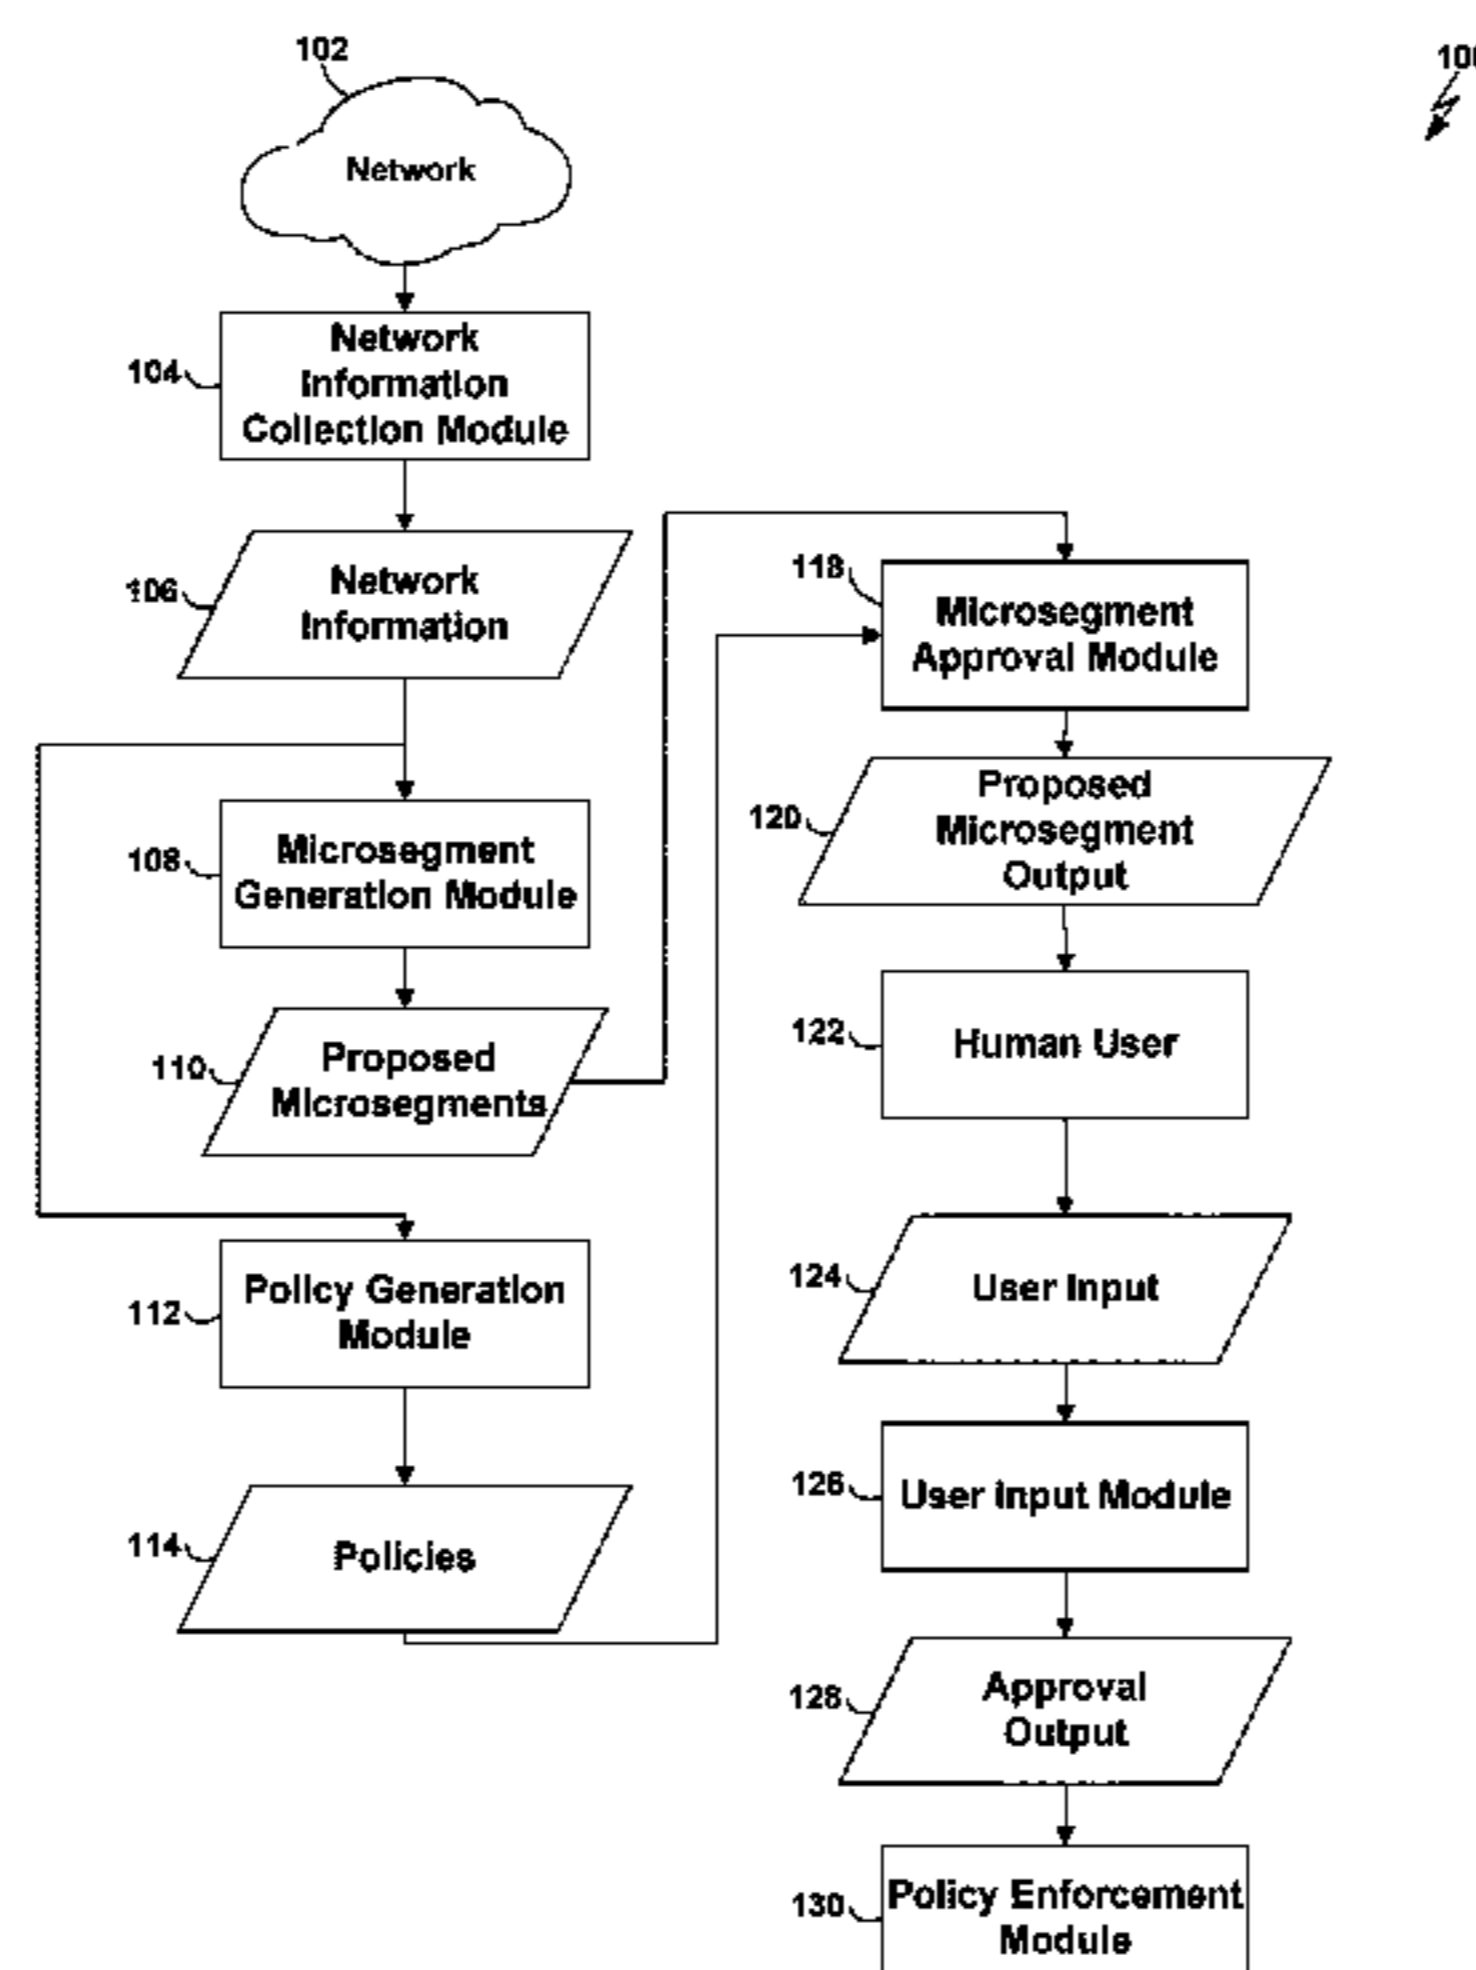 102
Network
104
Network
Information
Collection Module
106
Network
Information
108
Microsegment
Generation Module
110
Proposed
Microsegments
112
Policy Generation
Module
114
Policies
118
Microsegment
Approval Module
120
Proposed
Microsegment
Output
122
Human User
124
User Input
126
User Input Module
128
Approval
Output
130
Policy Enforcement
Module